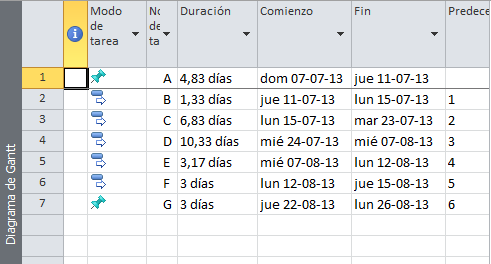 Modo de tarea No de ta Duración Comienzo Fin Predece
1 A 4,83 días dom 07-07-13 jue 11-07-13
2 B 1,33 días jue 11-07-13 lun 15-07-13 1
3 C 6,83 días lun 15-07-13 mar 23-07-13 2
4 D 10,33 días mié 24-07-13 mié 07-08-13 3
5 E 3,17 días mié 07-08-13 lun 12-08-13 4
6 F 3 días lun 12-08-13 jue 15-08-13 5
7 G 3 días jue 22-08-13 lun 26-08-13 6
Diagrama de Gantt